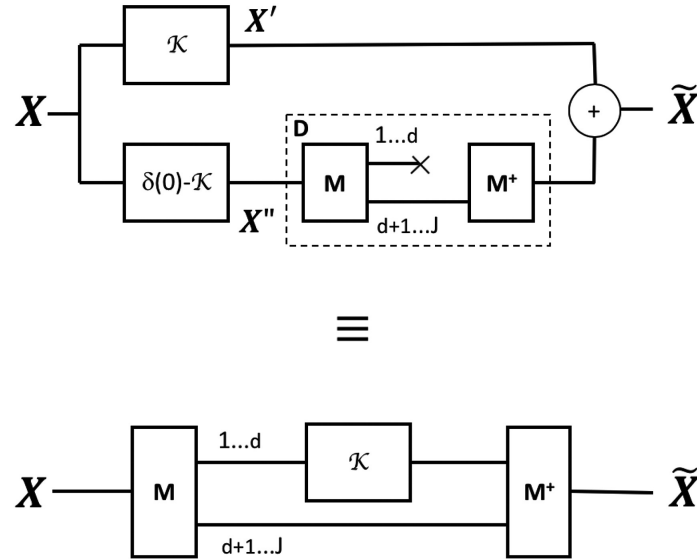 𝒦 X'
X X̃
+
D
1...d
δ(0)-𝒦 M M⁺
X" d+1...J
≡
1...d
𝒦
X M M⁺ X̃
d+1...J